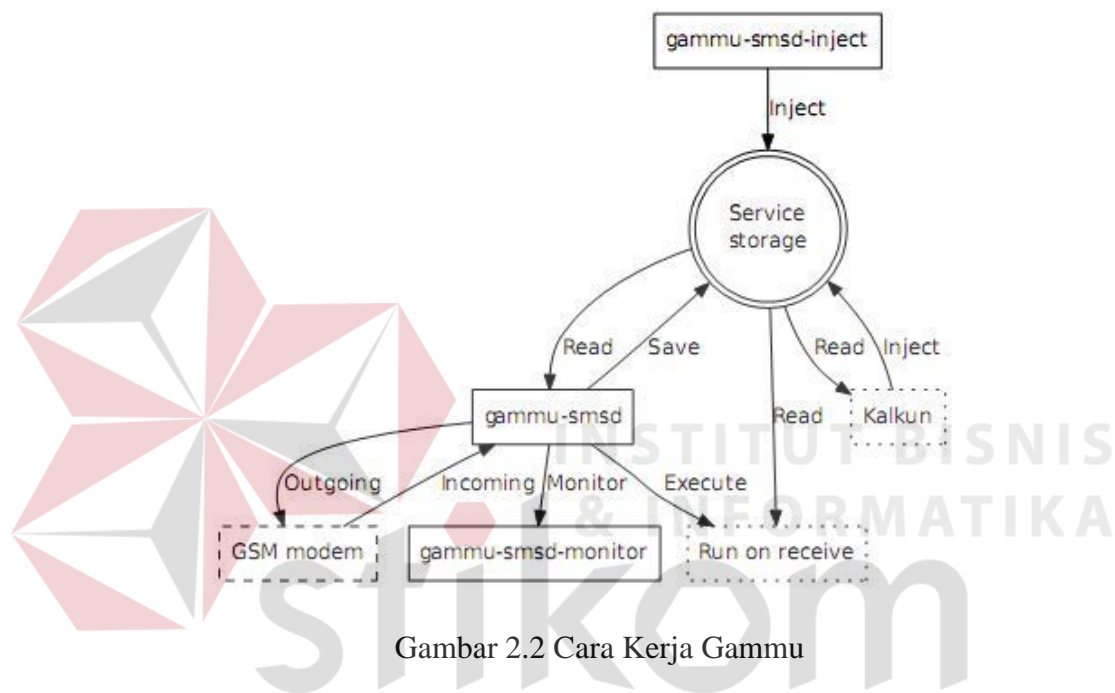 gammu-smsd-inject
Inject
Service
storage
Read
Save
Read
Inject
gammu-smsd
Read
Kalkun
INSTITUT BISNIS
Outgoing
Incoming
Monitor
Execute
& INFORMATIKA
GSM modem
gammu-smsd-monitor
Run on receive
stikom
Gambar 2.2 Cara Kerja Gammu